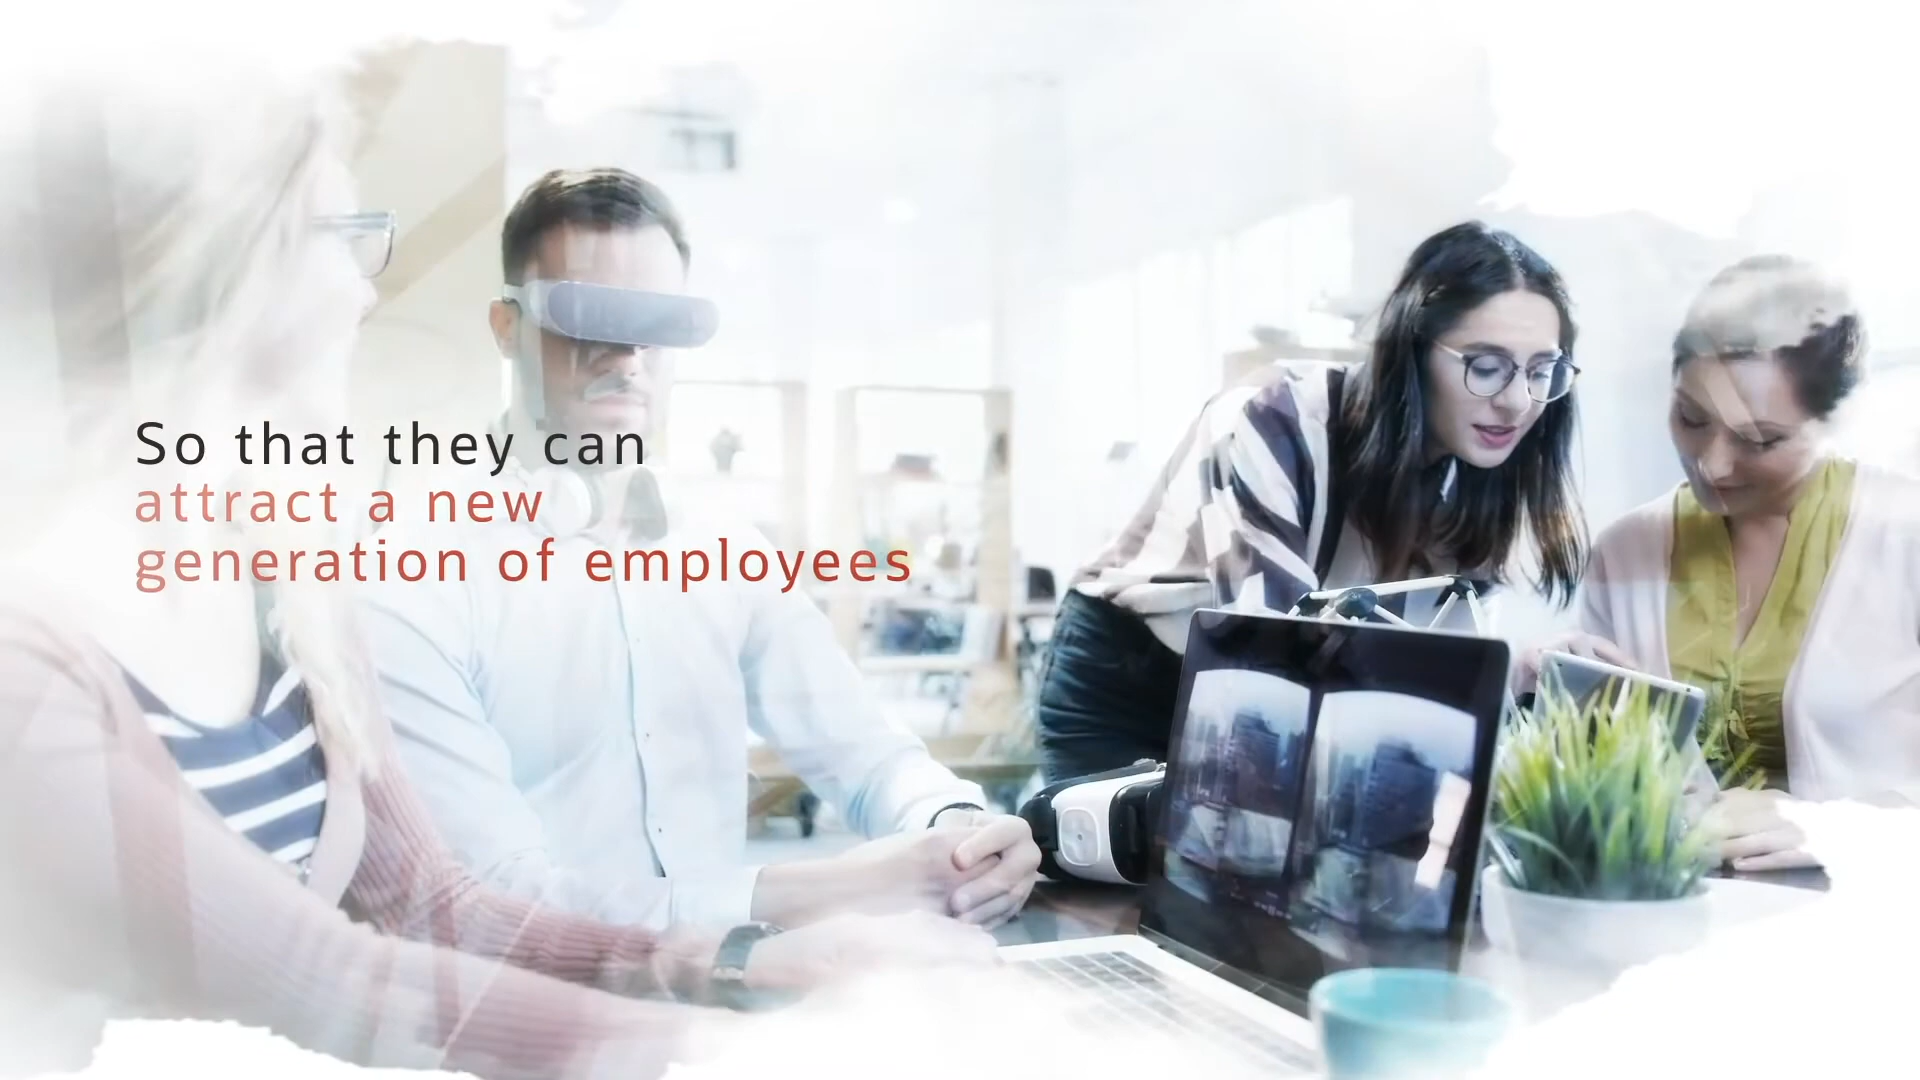 So that they can
attract a new
generation of employees